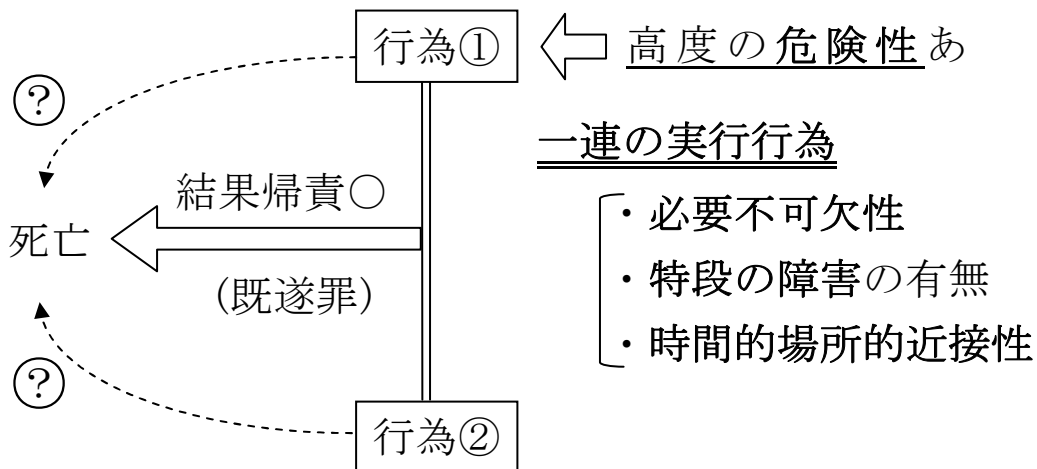 行為①
高度の危険性あ
?
一連の実行行為
結果帰責○
・必要不可欠性
死亡
・特段の障害の有無
(既遂罪)
・時間的場所的近接性
?
行為②